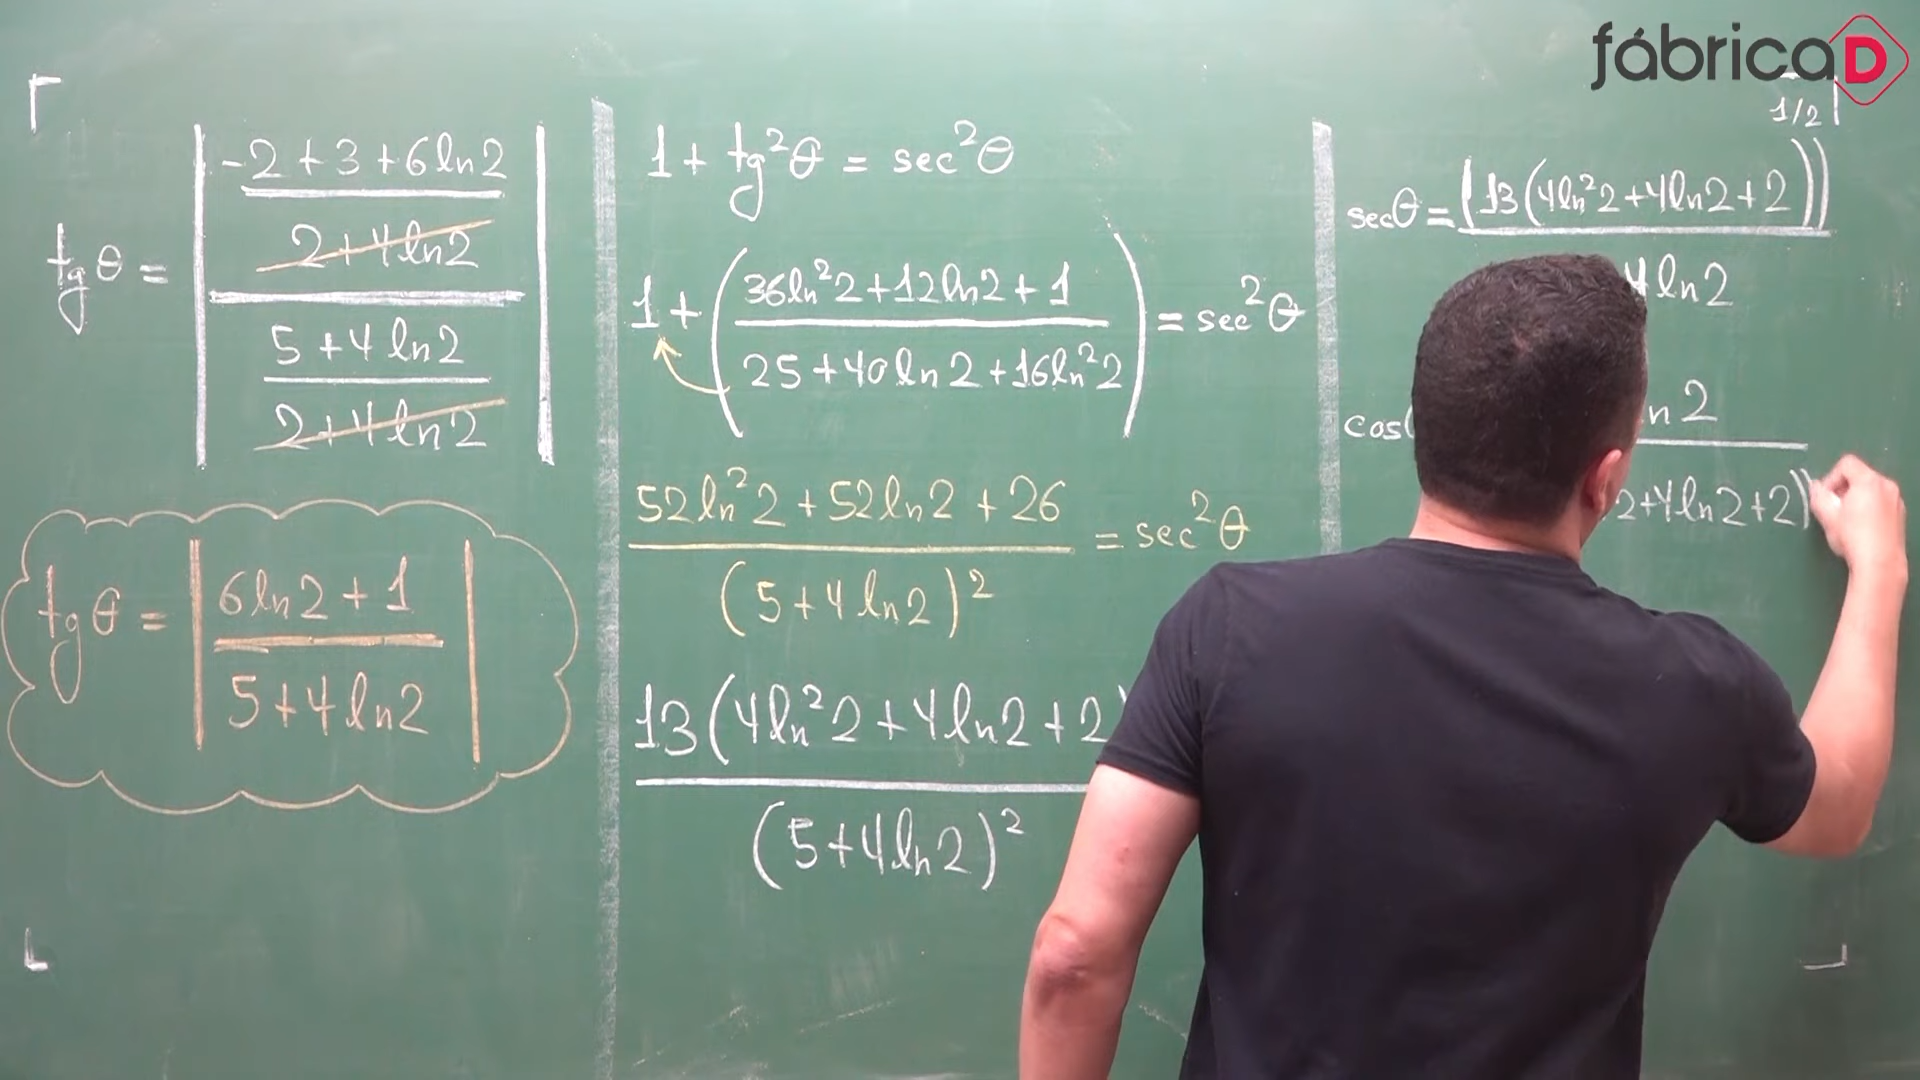 fábricaD
tgθ = | (-2 + 3 + 6ln2)/(2+4ln2) / (5+4ln2)/(2+4ln2) |
tgθ = | (6ln2 + 1)/(5+4ln2) |
1 + tg²θ = sec²θ
1 + ( (36ln²2+12ln2+1)/(25+40ln2+16ln²2) ) = sec²θ
(52ln²2 + 52ln2 + 26)/(5+4ln2)² = sec²θ
13(4ln²2+4ln2+2
(5+4ln2)²
secθ = (13(4ln²2+4ln2+2))
1/2
4ln2
cos
n2
2+4ln2+2)